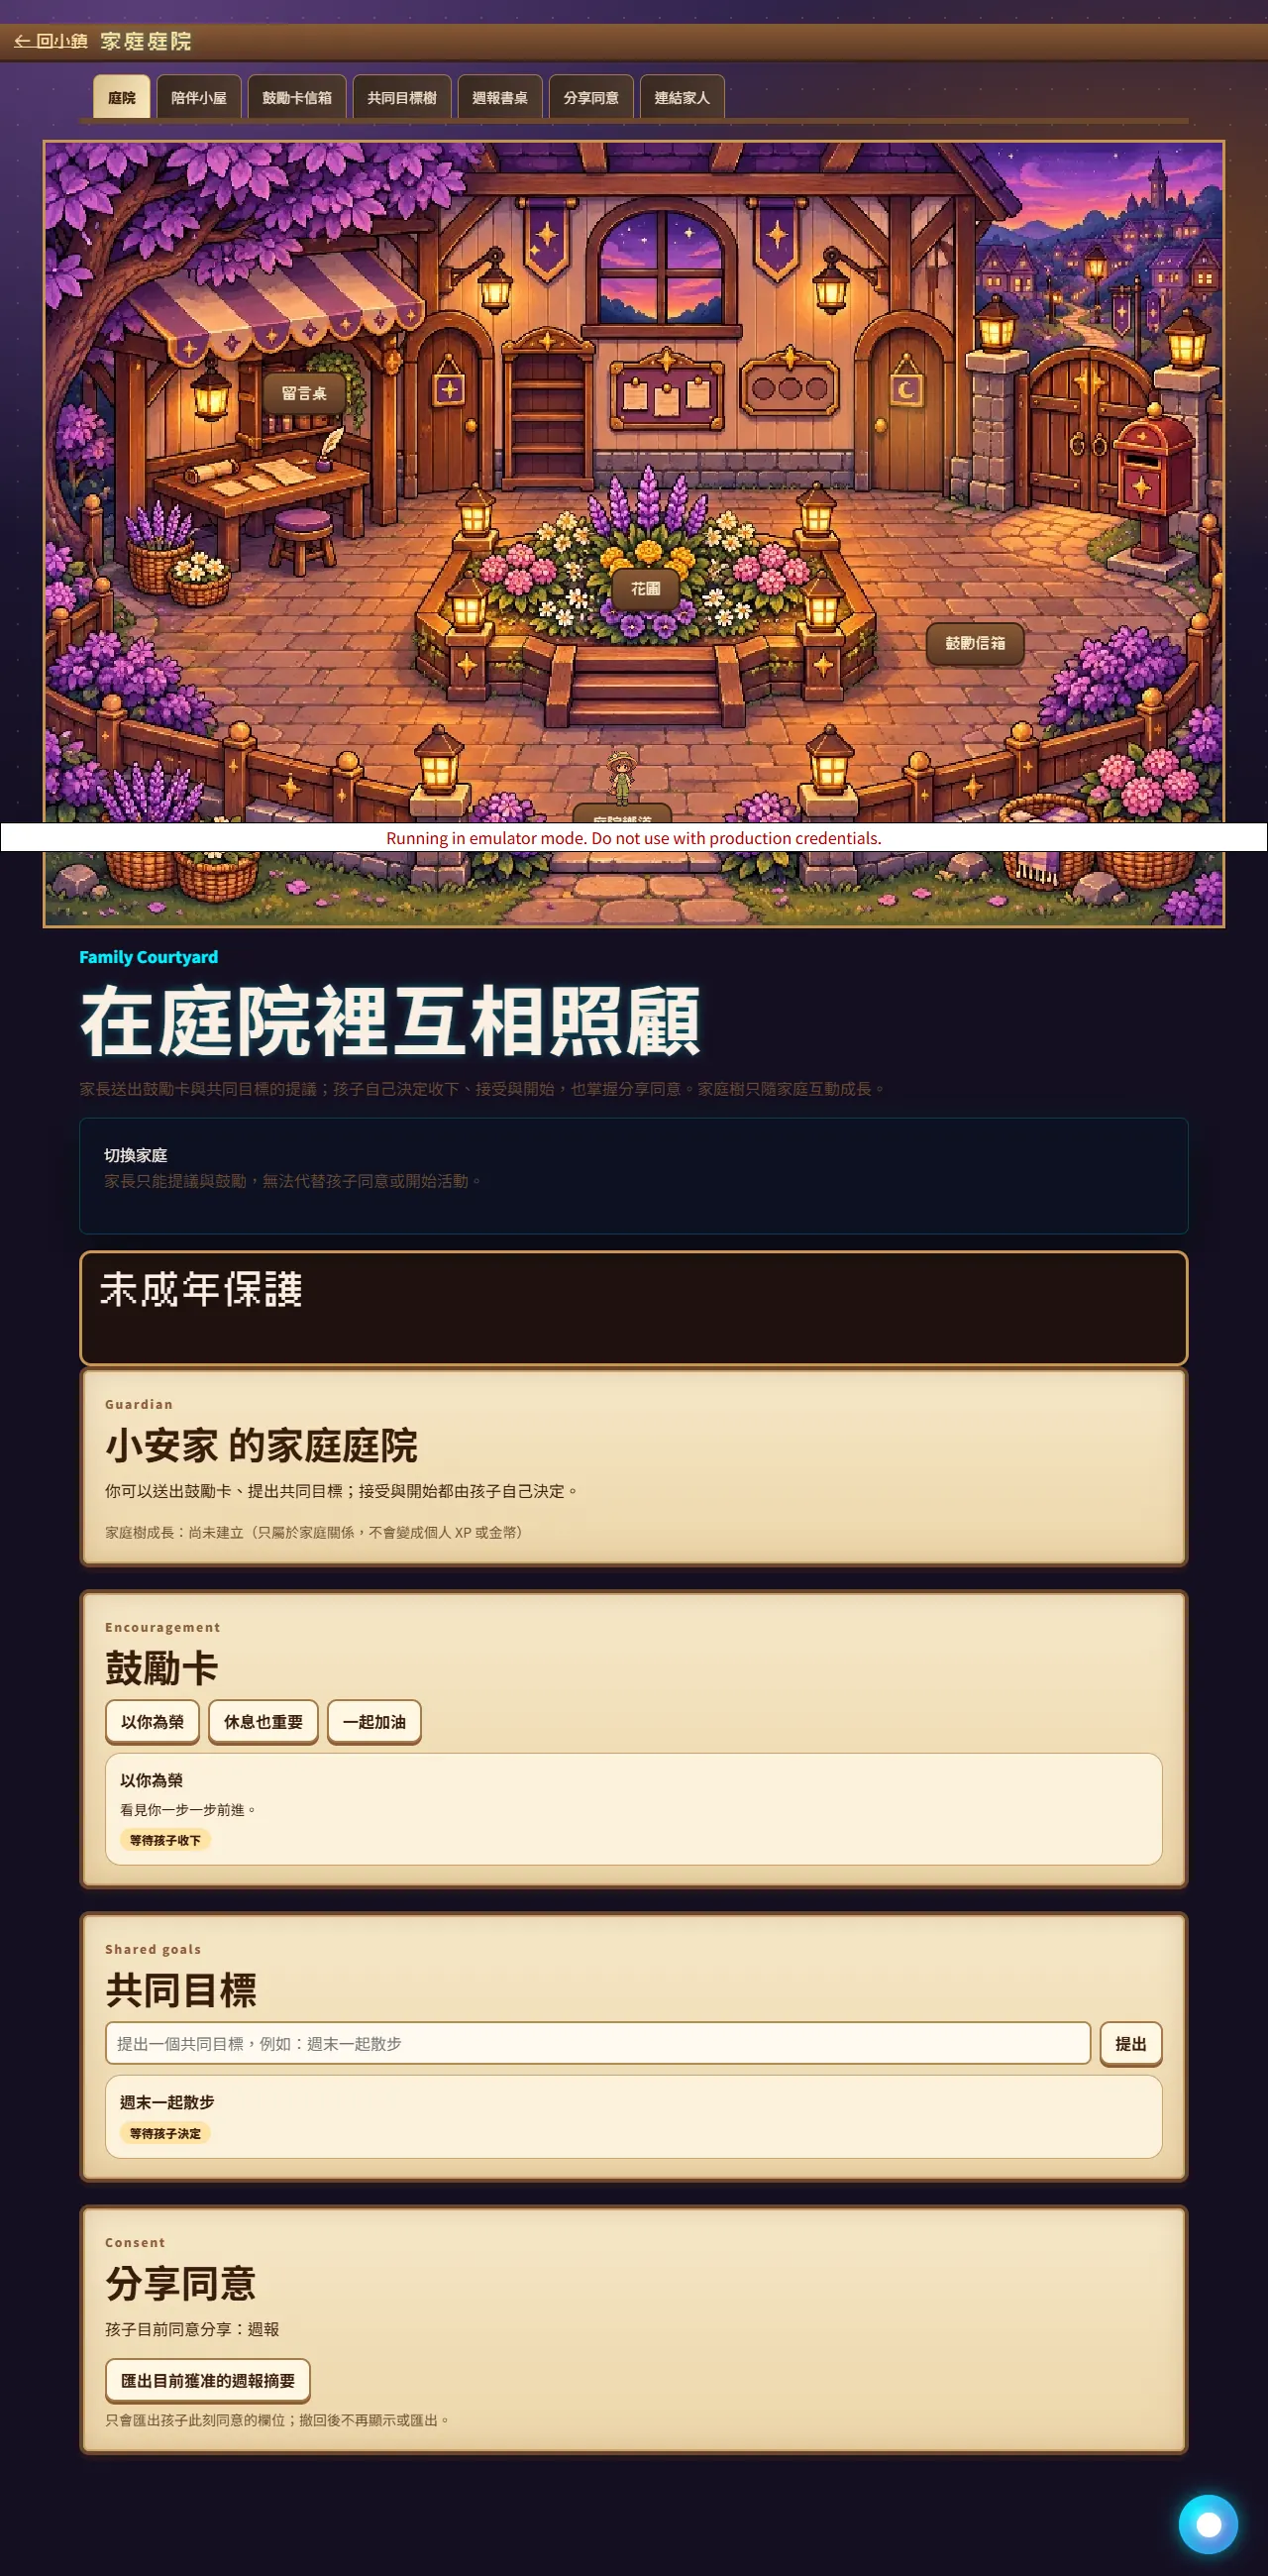 ← 回小鎮 家庭庭院
庭院 陪伴小屋 鼓勵卡信箱 共同目標樹 週報書桌 分享同意 連結家人
留言桌
花圃
鼓勵信箱
Running in emulator mode. Do not use with production credentials.
Family Courtyard
在庭院裡互相照顧
家長送出鼓勵卡與共同目標的提議；孩子自己決定收下、接受與開始，也掌握分享同意。家庭樹只隨家庭互動成長。
切換家庭
家長只能提議與鼓勵，無法代替孩子同意或開始活動。
未成年保護
Guardian
小安家 的家庭庭院
你可以送出鼓勵卡、提出共同目標；接受與開始都由孩子自己決定。
家庭樹成長：尚未建立（只屬於家庭關係，不會變成個人 XP 或金幣）
Encouragement
鼓勵卡
以你為榮 休息也重要 一起加油
以你為榮
看見你一步一步前進。
等待孩子收下
Shared goals
共同目標
提出一個共同目標，例如：週末一起散步 提出
週末一起散步
等待孩子決定
Consent
分享同意
孩子目前同意分享：週報
匯出目前獲准的週報摘要
只會匯出孩子此刻同意的欄位；撤回後不再顯示或匯出。